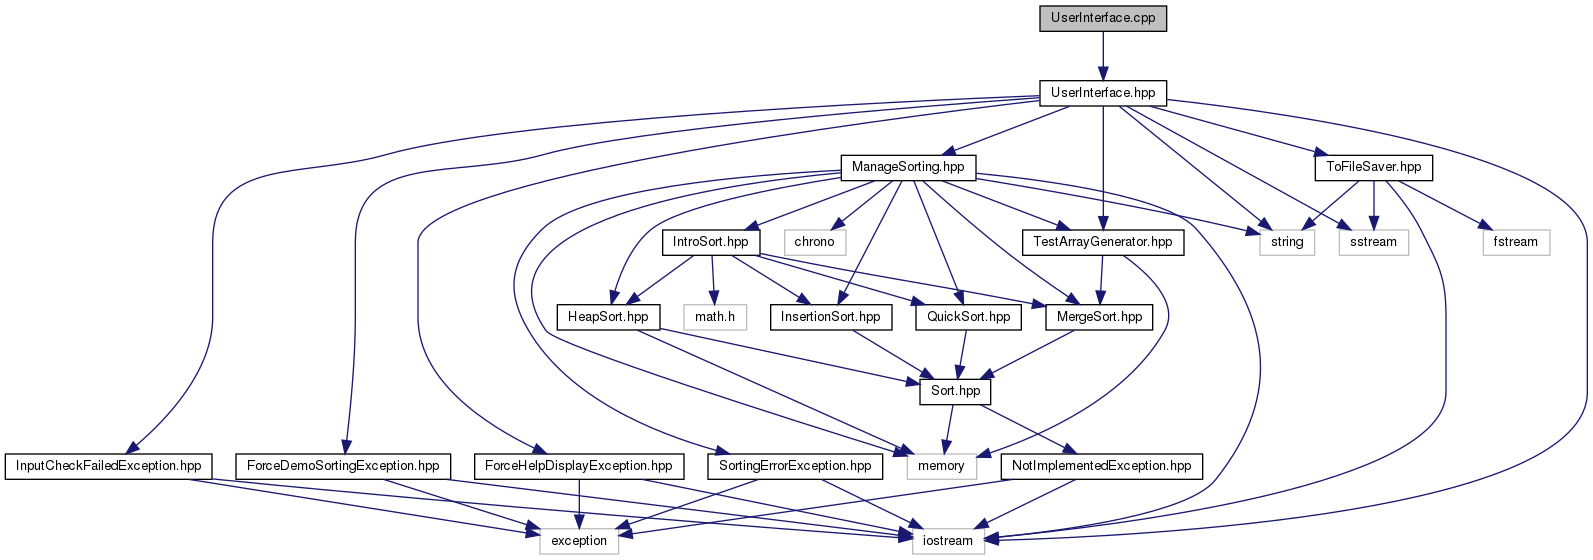 UserInterface.cpp
UserInterface.hpp
ManageSorting.hpp
ToFileSaver.hpp
IntroSort.hpp
chrono
TestArrayGenerator.hpp
string
sstream
fstream
HeapSort.hpp
math.h
InsertionSort.hpp
QuickSort.hpp
MergeSort.hpp
Sort.hpp
InputCheckFailedException.hpp
ForceDemoSortingException.hpp
ForceHelpDisplayException.hpp
SortingErrorException.hpp
memory
NotImplementedException.hpp
exception
iostream